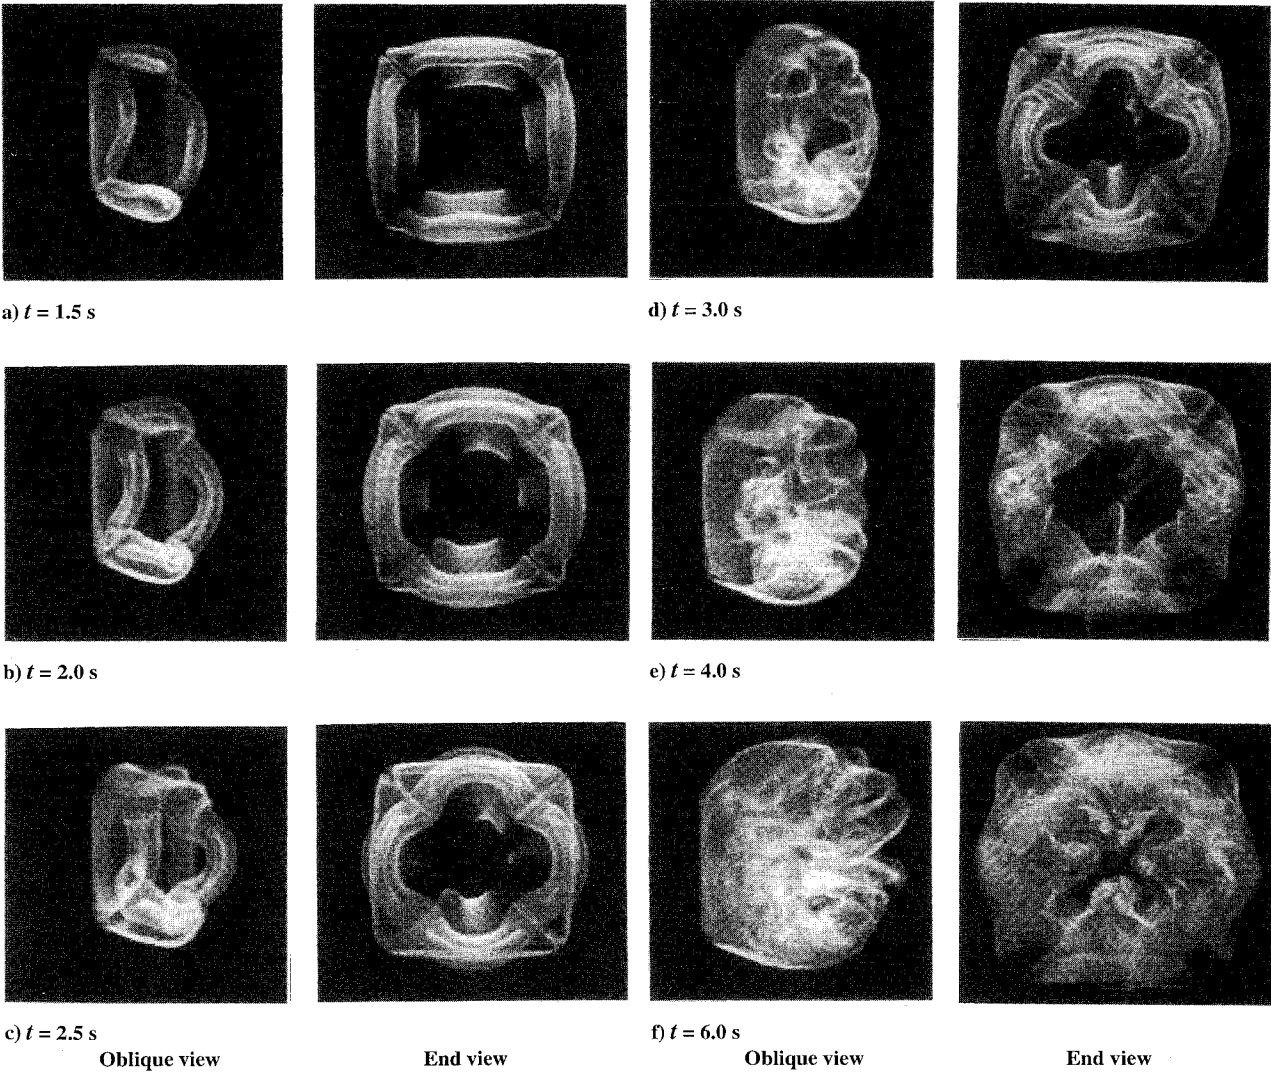 a) t = 1.5 s
d) t = 3.0 s
b) t = 2.0 s
e) t = 4.0 s
c) t = 2.5 s
f) t = 6.0 s
Oblique view End view Oblique view End view